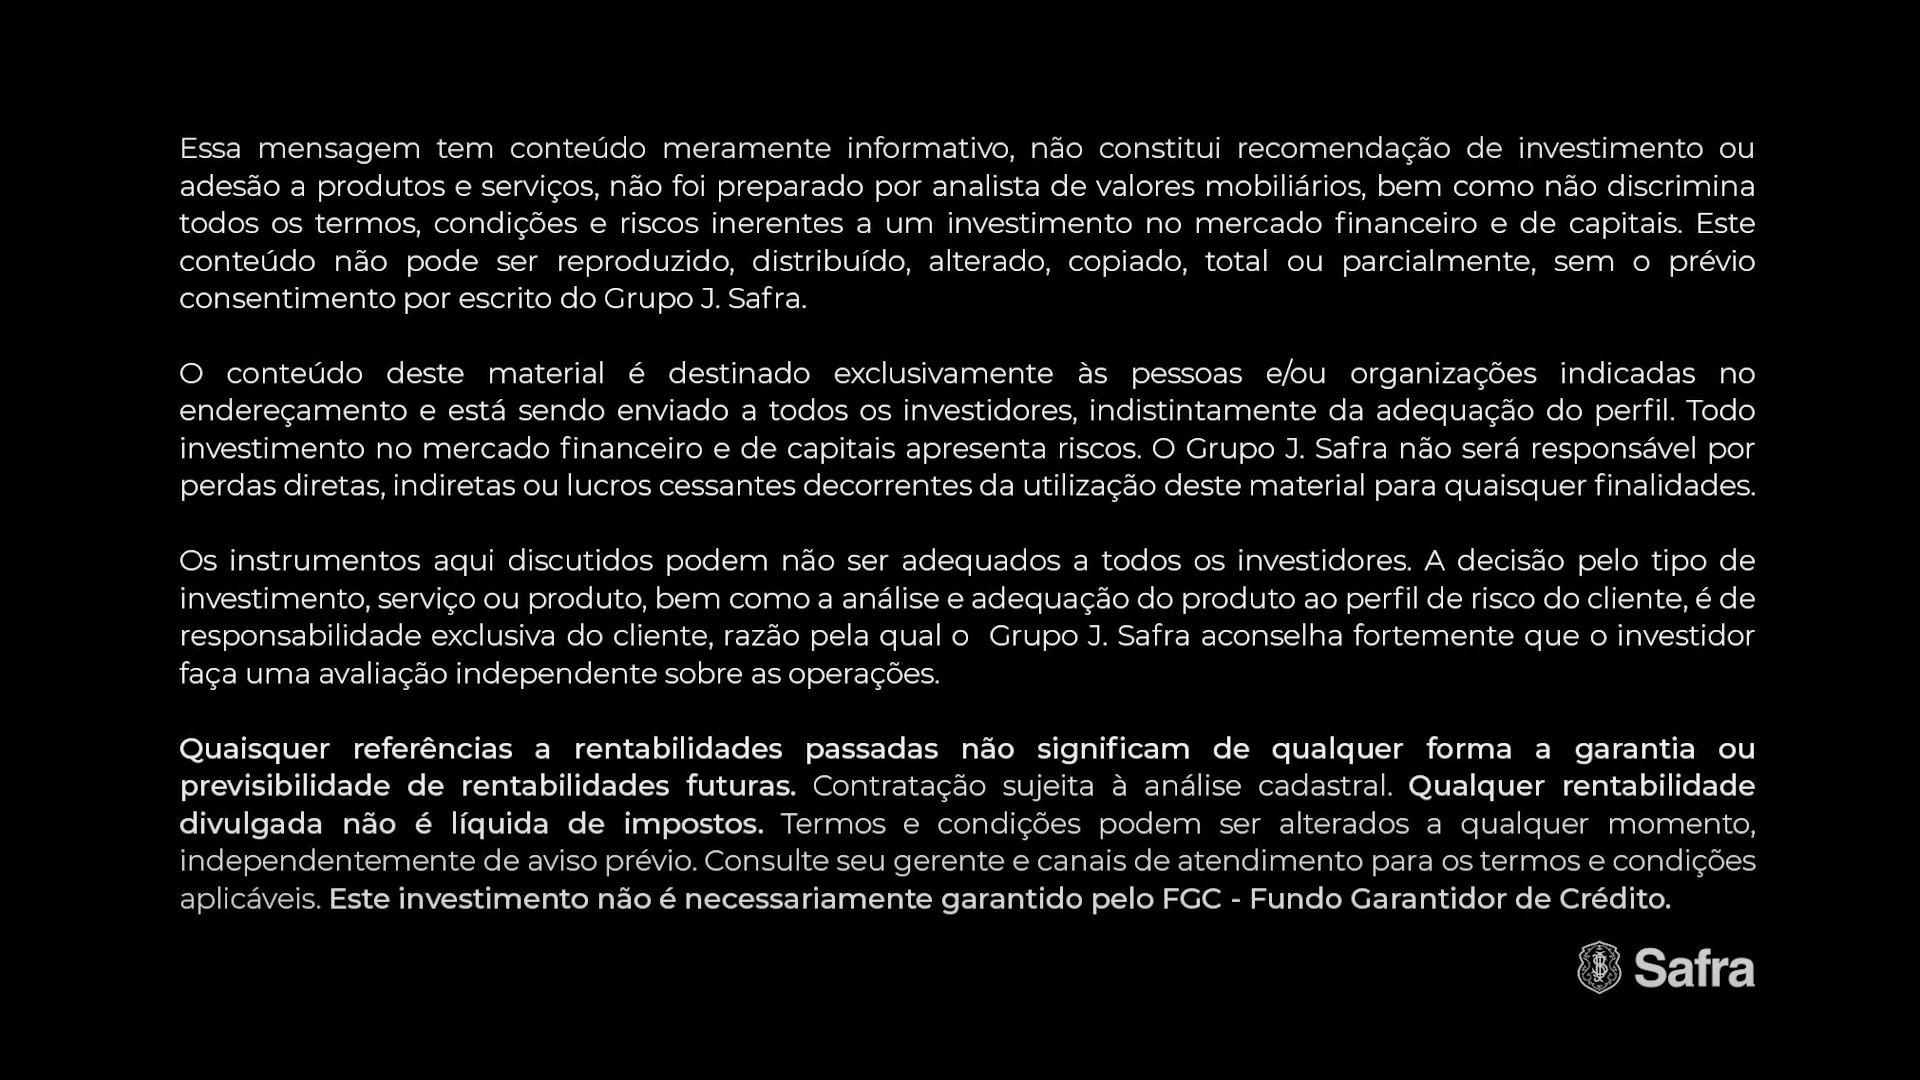 Essa mensagem tem conteúdo meramente informativo, não constitui recomendação de investimento ou
adesão a produtos e serviços, não foi preparado por analista de valores mobiliários, bem como não discrimina
todos os termos, condições e riscos inerentes a um investimento no mercado financeiro e de capitais. Este
conteúdo não pode ser reproduzido, distribuído, alterado, copiado, total ou parcialmente, sem o prévio
consentimento por escrito do Grupo J. Safra.
O conteúdo deste material é destinado exclusivamente às pessoas e/ou organizações indicadas no
endereçamento e está sendo enviado a todos os investidores, indistintamente da adequação do perfil. Todo
investimento no mercado financeiro e de capitais apresenta riscos. O Grupo J. Safra não será responsável por
perdas diretas, indiretas ou lucros cessantes decorrentes da utilização deste material para quaisquer finalidades.
Os instrumentos aqui discutidos podem não ser adequados a todos os investidores. A decisão pelo tipo de
investimento, serviço ou produto, bem como a análise e adequação do produto ao perfil de risco do cliente, é de
responsabilidade exclusiva do cliente, razão pela qual o  Grupo J. Safra aconselha fortemente que o investidor
faça uma avaliação independente sobre as operações.
Quaisquer referências a rentabilidades passadas não significam de qualquer forma a garantia ou
previsibilidade de rentabilidades futuras. Contratação sujeita à análise cadastral. Qualquer rentabilidade
divulgada não é líquida de impostos. Termos e condições podem ser alterados a qualquer momento,
independentemente de aviso prévio. Consulte seu gerente e canais de atendimento para os termos e condições
aplicáveis. Este investimento não é necessariamente garantido pelo FGC - Fundo Garantidor de Crédito.
Safra